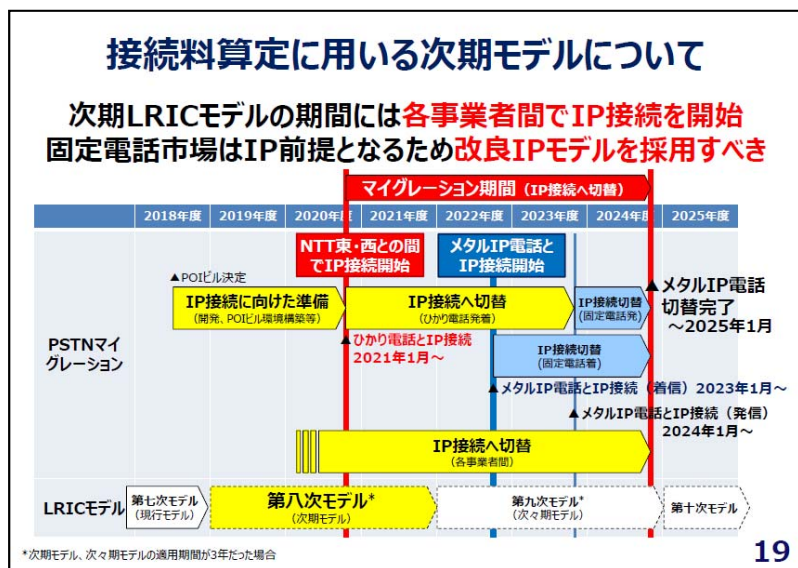 接続料算定に用いる次期モデルについて
次期LRICモデルの期間には各事業者間でIP接続を開始
固定電話市場はIP前提となるため改良IPモデルを採用すべき
マイグレーション期間（IP接続へ切替）
2018年度 2019年度 2020年度 2021年度 2022年度 2023年度 2024年度 2025年度
NTT東・西との間
でIP接続開始
メタルIP電話と
IP接続開始
▲POIビル決定
PSTNマイ
グレーション
IP接続に向けた準備
（開発、POIビル環境構築等）
IP接続へ切替
（ひかり電話発着）
IP接続切替
（固定電話発）
▲メタルIP電話
切替完了
～2025年1月
▲ひかり電話とIP接続
2021年1月～
IP接続切替
（固定電話着）
▲メタルIP電話とIP接続（着信）2023年1月～
▲メタルIP電話とIP接続（発信）
2024年1月～
IP接続へ切替
（各事業者間）
LRICモデル
第七次モデル
（現行モデル）
第八次モデル*
（次期モデル）
第九次モデル*
（次々期モデル）
第十次モデル
*次期モデル、次々期モデルの適用期間が3年だった場合
19